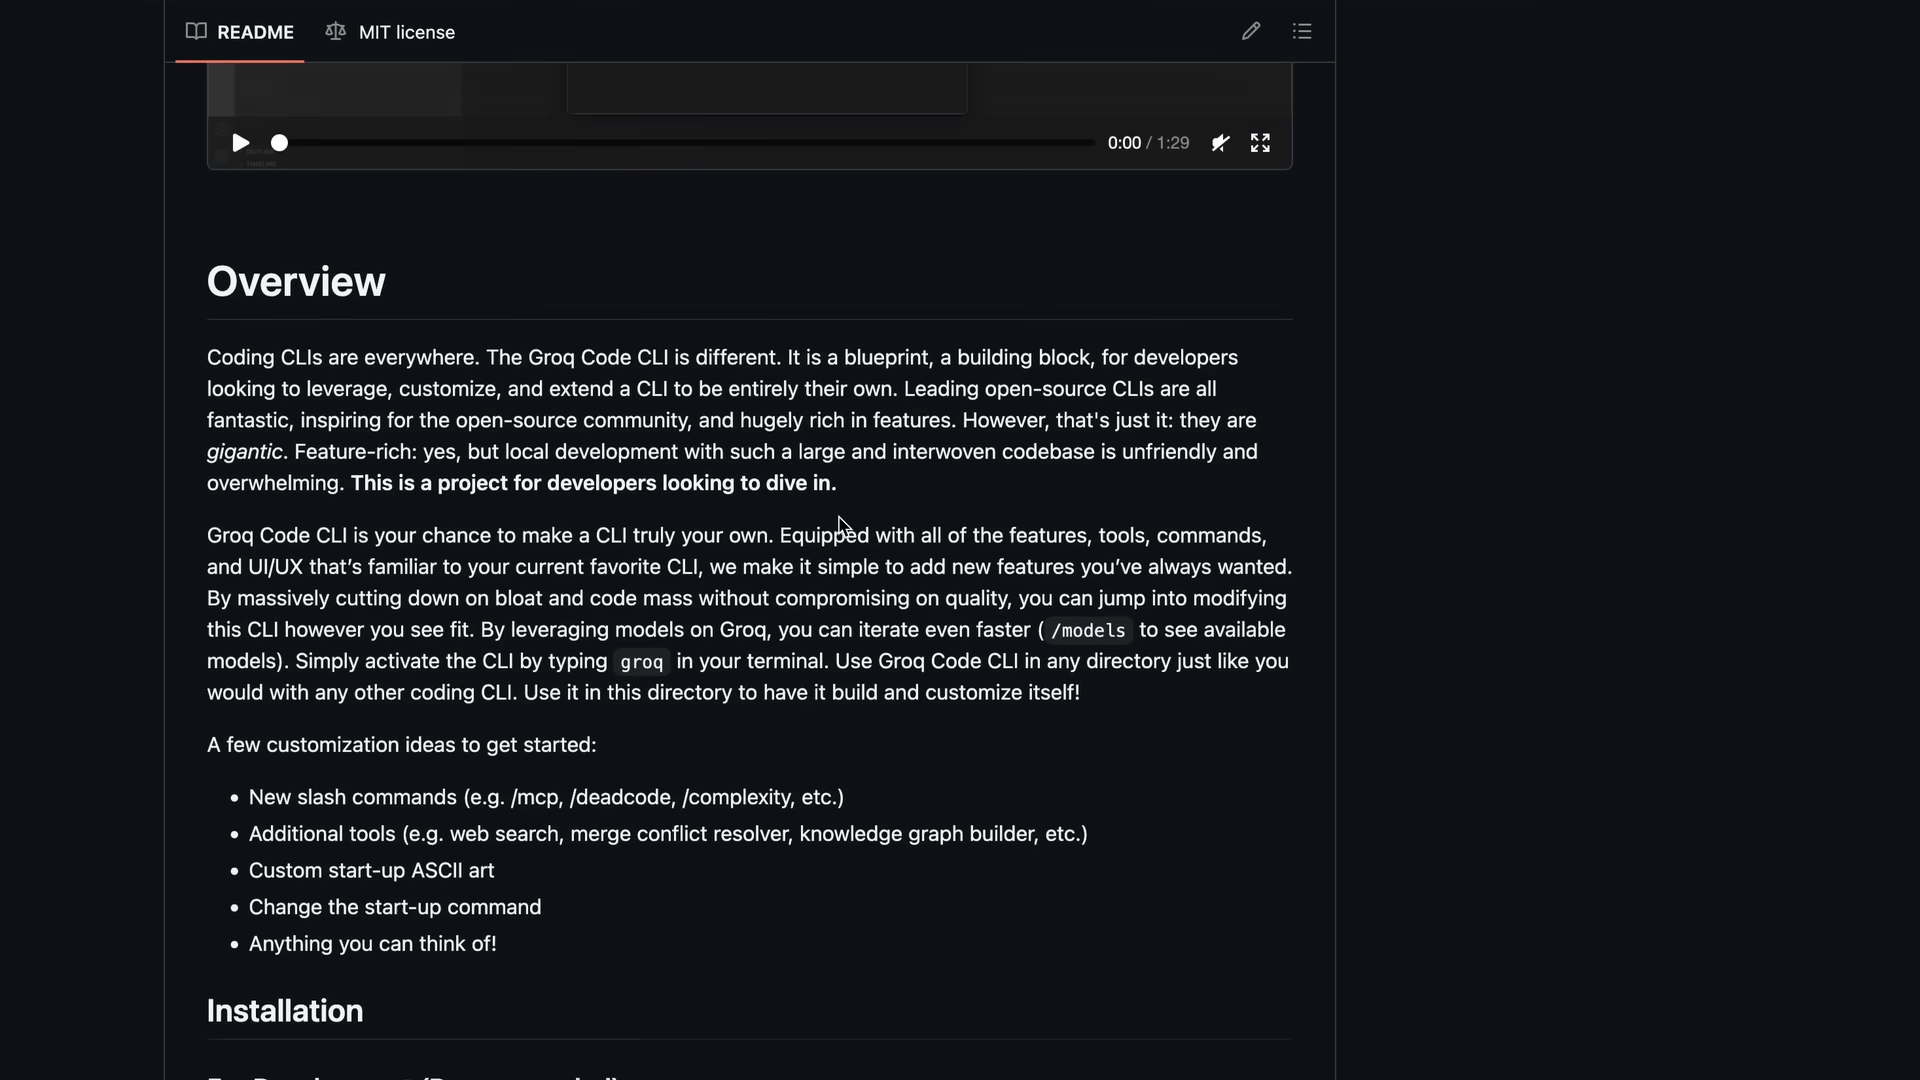 README
MIT license
0:00 / 1:29
Overview
Coding CLIs are everywhere. The Groq Code CLI is different. It is a blueprint, a building block, for developers
looking to leverage, customize, and extend a CLI to be entirely their own. Leading open-source CLIs are all
fantastic, inspiring for the open-source community, and hugely rich in features. However, that's just it: they are
gigantic. Feature-rich: yes, but local development with such a large and interwoven codebase is unfriendly and
overwhelming. This is a project for developers looking to dive in.
Groq Code CLI is your chance to make a CLI truly your own. Equipped with all of the features, tools, commands,
and UI/UX that’s familiar to your current favorite CLI, we make it simple to add new features you’ve always wanted.
By massively cutting down on bloat and code mass without compromising on quality, you can jump into modifying
this CLI however you see fit. By leveraging models on Groq, you can iterate even faster ( /models to see available
models). Simply activate the CLI by typing groq in your terminal. Use Groq Code CLI in any directory just like you
would with any other coding CLI. Use it in this directory to have it build and customize itself!
A few customization ideas to get started:
• New slash commands (e.g. /mcp, /deadcode, /complexity, etc.)
• Additional tools (e.g. web search, merge conflict resolver, knowledge graph builder, etc.)
• Custom start-up ASCII art
• Change the start-up command
• Anything you can think of!
Installation